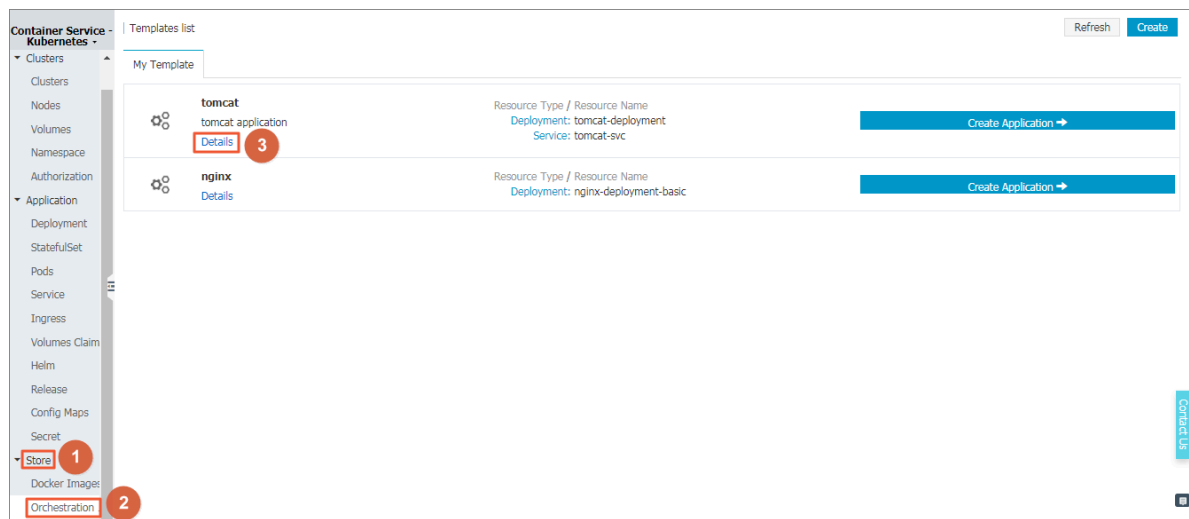 Container Service -
Kubernetes
Clusters
Clusters
Nodes
Volumes
Namespace
Authorization
Application
Deployment
StatefulSet
Pods
Service
Ingress
Volumes Claim
Helm
Release
Config Maps
Secret
Store
1
Docker Images
Orchestration
2
Templates list
Refresh
Create
My Template
tomcat
tomcat application
Details
3
Resource Type / Resource Name
Deployment: tomcat-deployment
Service: tomcat-svc
Create Application →
nginx
Details
Resource Type / Resource Name
Deployment: nginx-deployment-basic
Create Application →
Contact Us